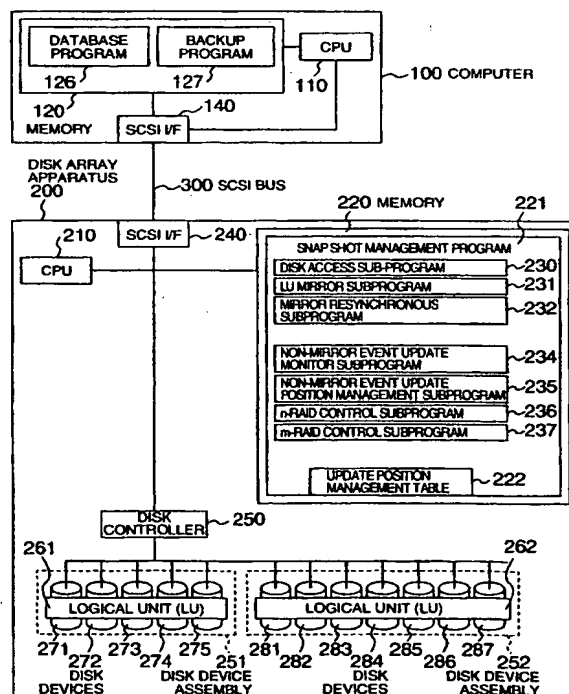 DATABASE
PROGRAM
126
BACKUP
PROGRAM
127
CPU
110
100 COMPUTER
120
MEMORY
140
SCSI I/F
DISK ARRAY
APPARATUS
200
300 SCSI BUS
220 MEMORY
221
210
SCSI I/F
240
CPU
SNAP SHOT MANAGEMENT PROGRAM
DISK ACCESS SUB-PROGRAM
230
LU MIRROR SUBPROGRAM
231
MIRROR RESYNCHRONOUS
SUBPROGRAM
232
NON-MIRROR EVENT UPDATE
MONITOR SUBPROGRAM
234
NON-MIRROR EVENT UPDATE
POSITION MANAGEMENT SUBPROGRAM
235
n-RAID CONTROL SUBPROGRAM
236
m-RAID CONTROL SUBPROGRAM
237
UPDATE POSITION
MANAGEMENT TABLE
222
DISK
CONTROLLER
250
261
262
LOGICAL UNIT (LU)
LOGICAL UNIT (LU)
271 272 273 274 275 251
281 282 283 284 285 286 287 252
DISK
DEVICES
DISK DEVICE
ASSEMBLY
DISK
DEVICES
DISK DEVICE
ASSEMBLY